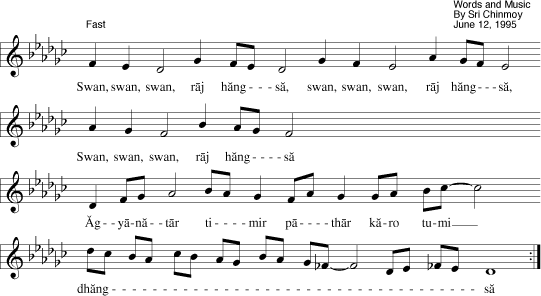 Words and Music
By Sri Chinmoy
June 12, 1995
Fast
Swan, swan, swan, rāj hăng - - - să, swan, swan, swan, rāj hăng - - - să,
Swan, swan, swan, rāj hăng - - - - să
Ăg - - yā - nă - - tār ti - - - - mir pā - - - - thār kă - ro tu - mi ___
dhăng - - - - - - - - - - - - - - - - - - - - - - - - - - - - - - - - să